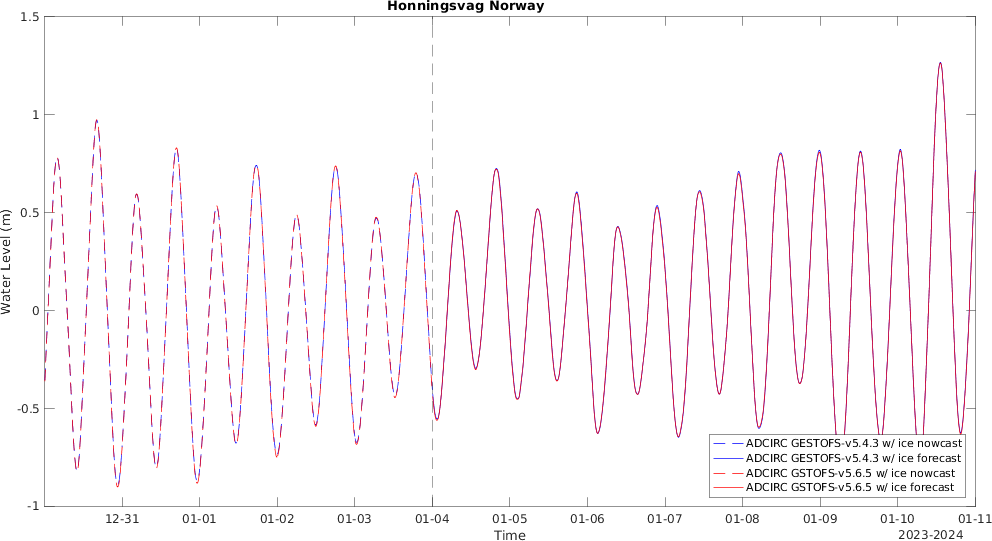 Honningsvag Norway
1.5
1
0.5
0
-0.5
-1
Water Level (m)
12-31
01-01
01-02
01-03
01-04
01-05
01-06
01-07
01-08
01-09
01-10
01-11
2023-2024
Time
ADCIRC GESTOFS-v5.4.3 w/ ice nowcast
ADCIRC GESTOFS-v5.4.3 w/ ice forecast
ADCIRC GSTOFS-v5.6.5 w/ ice nowcast
ADCIRC GSTOFS-v5.6.5 w/ ice forecast